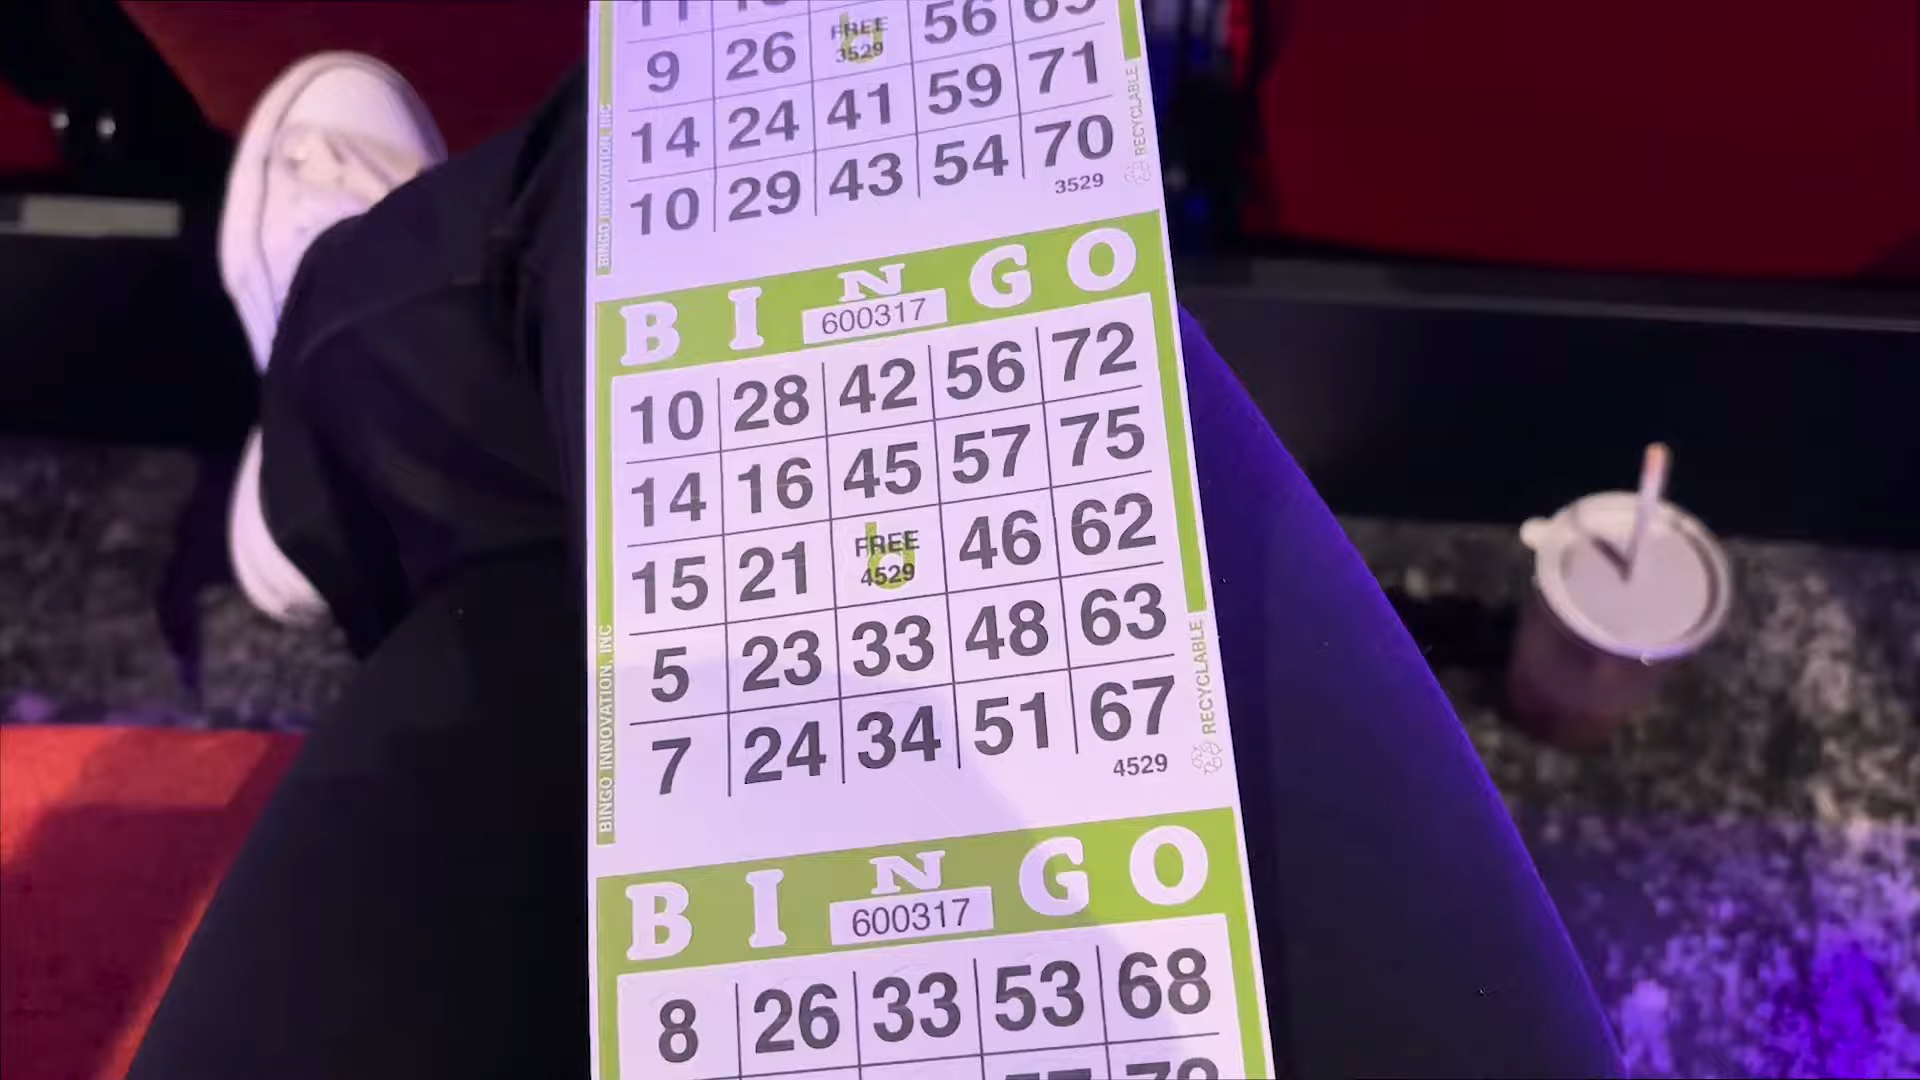 56
9 26 FREE 3529 59 71
14 24 41
10 29 43 54 70
3529
BINGO INNOVATION, INC
RECYCLABLE
B I N G O
600317
10 28 42 56 72
14 16 45 57 75
15 21 FREE 4529 46 62
5 23 33 48 63
7 24 34 51 67
4529
BINGO INNOVATION, INC
RECYCLABLE
B I N G O
600317
8 26 33 53 68